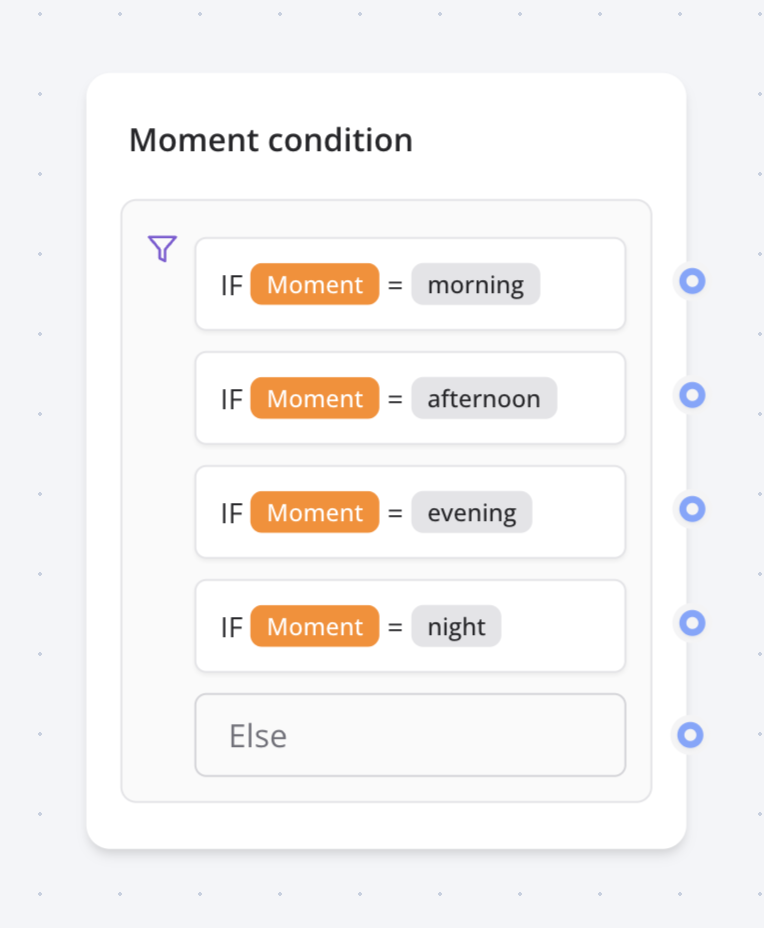 Moment condition
IF Moment = morning
IF Moment = afternoon
IF Moment = evening
IF Moment = night
Else